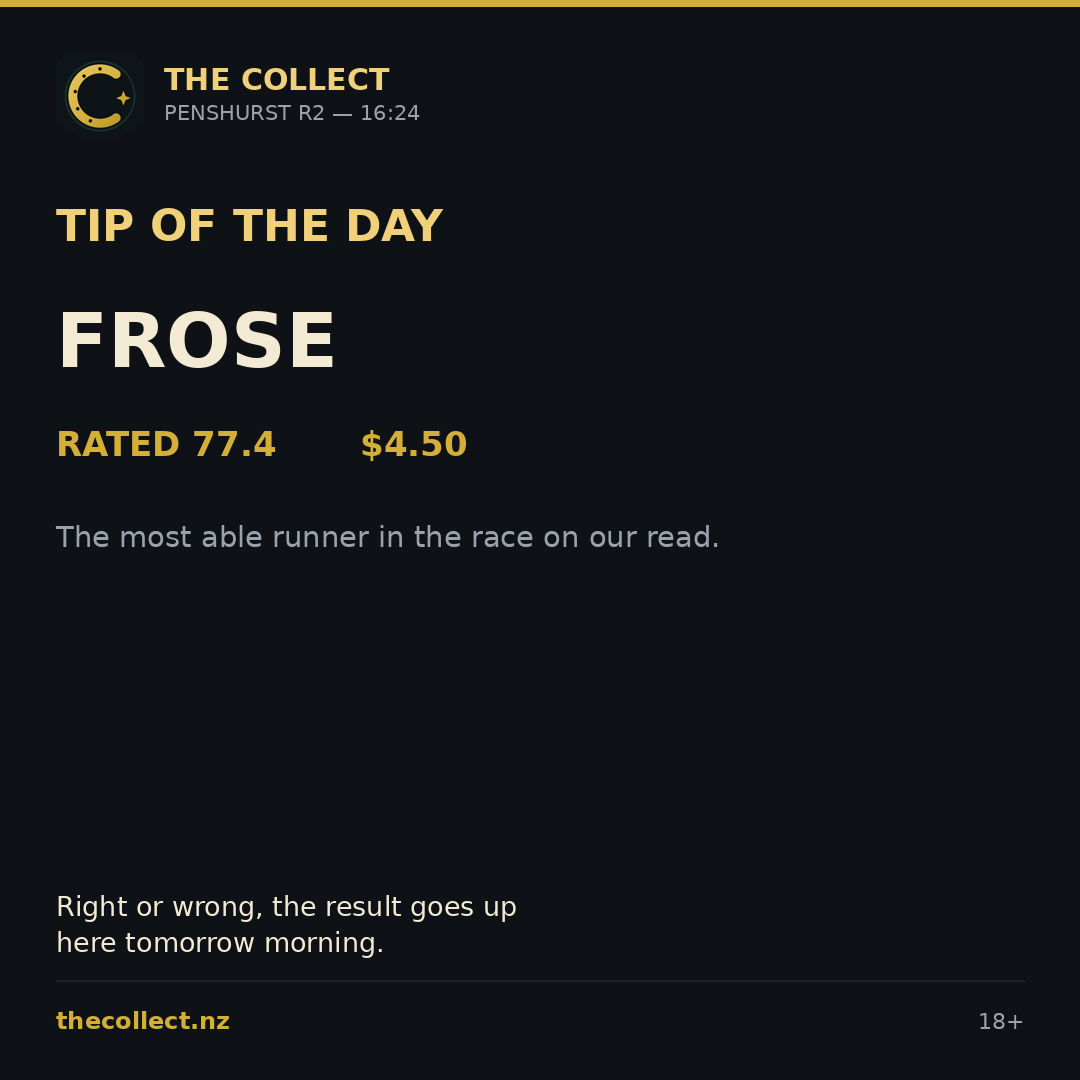 THE COLLECT
PENSHURST R2 — 16:24
TIP OF THE DAY
FROSE
RATED 77.4 $4.50
The most able runner in the race on our read.
Right or wrong, the result goes up
here tomorrow morning.
thecollect.nz 18+